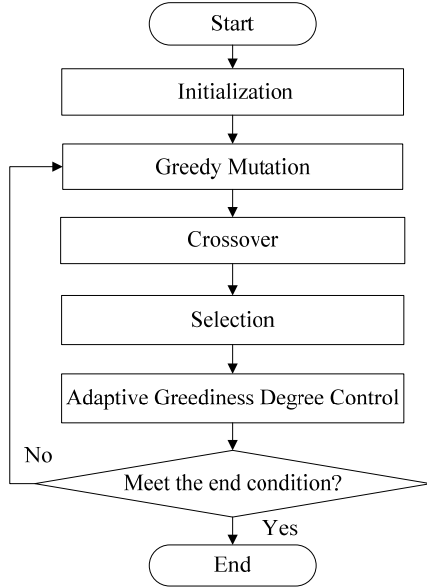 Start
Initialization
Greedy Mutation
Crossover
Selection
Adaptive Greediness Degree Control
No
Meet the end condition?
Yes
End